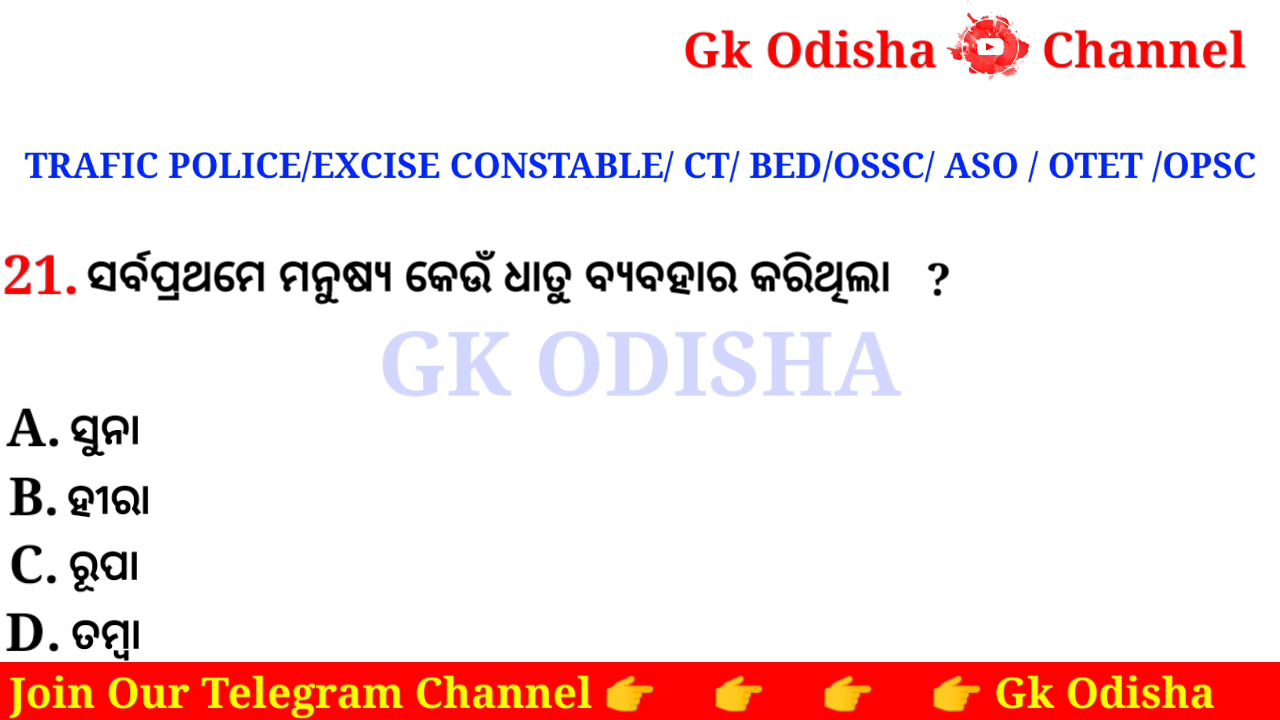 Gk Odisha Channel
TRAFIC POLICE/EXCISE CONSTABLE/ CT/ BED/OSSC/ ASO / OTET /OPSC
21. ସର୍ବପ୍ରଥମେ ମନୁଷ୍ୟ କେଉଁ ଧାତୁ ବ୍ୟବହାର କରିଥିଲା ?
GK ODISHA
A. ସୁନା
B. ହୀରା
C. ରୂପା
D. ତମ୍ବା
Join Our Telegram Channel 👉 👉 👉 👉 Gk Odisha